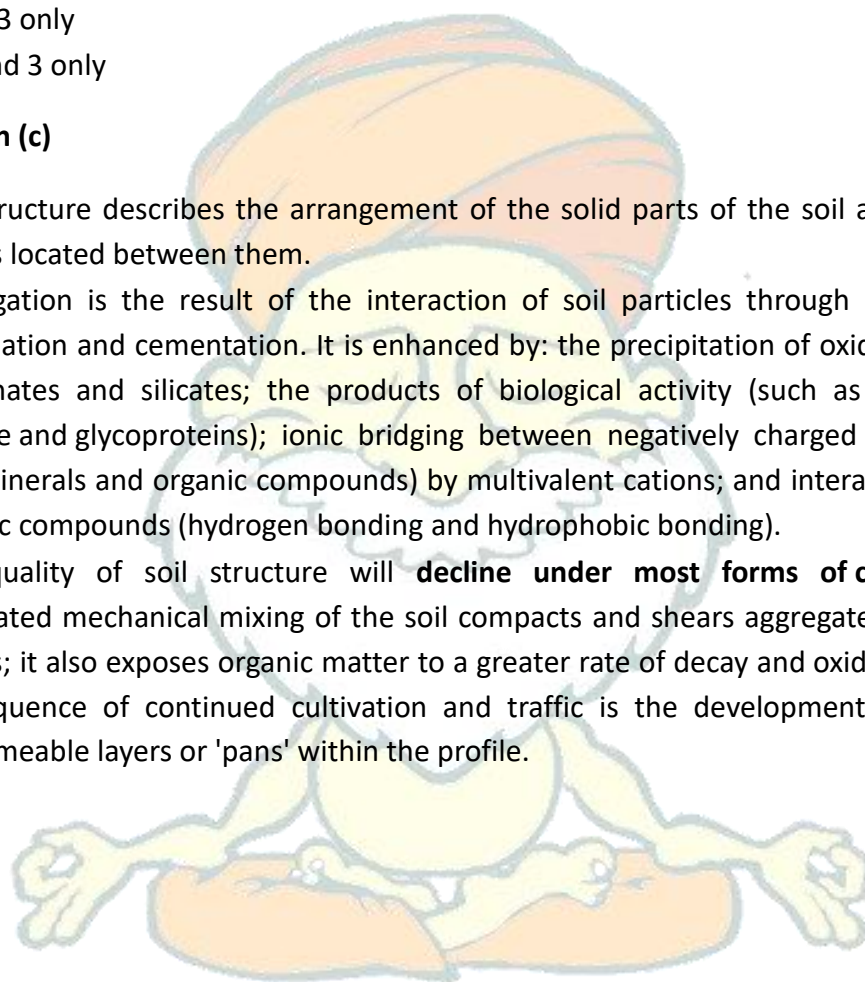 3 only
nd 3 only
n (c)
ructure describes the arrangement of the solid parts of the soil a
s located between them.
gation is the result of the interaction of soil particles through
ation and cementation. It is enhanced by: the precipitation of oxid
nates and silicates; the products of biological activity (such as
e and glycoproteins); ionic bridging between negatively charged
inerals and organic compounds) by multivalent cations; and intera
c compounds (hydrogen bonding and hydrophobic bonding).
quality of soil structure will decline under most forms of c
ated mechanical mixing of the soil compacts and shears aggregate
s; it also exposes organic matter to a greater rate of decay and oxid
quence of continued cultivation and traffic is the development
meable layers or 'pans' within the profile.